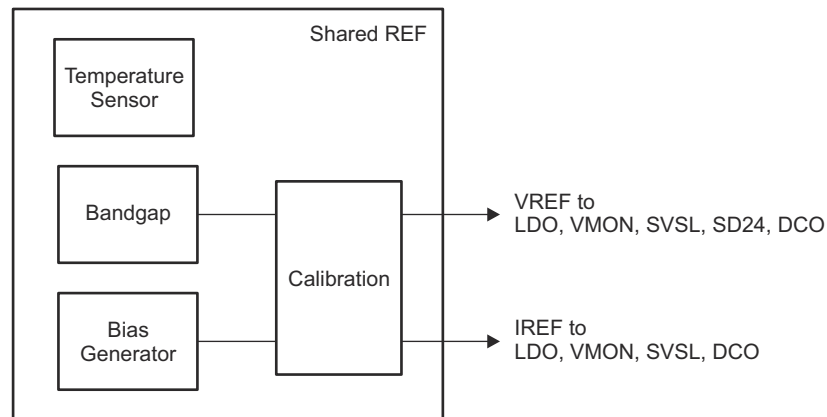 Shared REF
Temperature
Sensor
Bandgap
Calibration
Bias
Generator
VREF to
LDO, VMON, SVSL, SD24, DCO
IREF to
LDO, VMON, SVSL, DCO